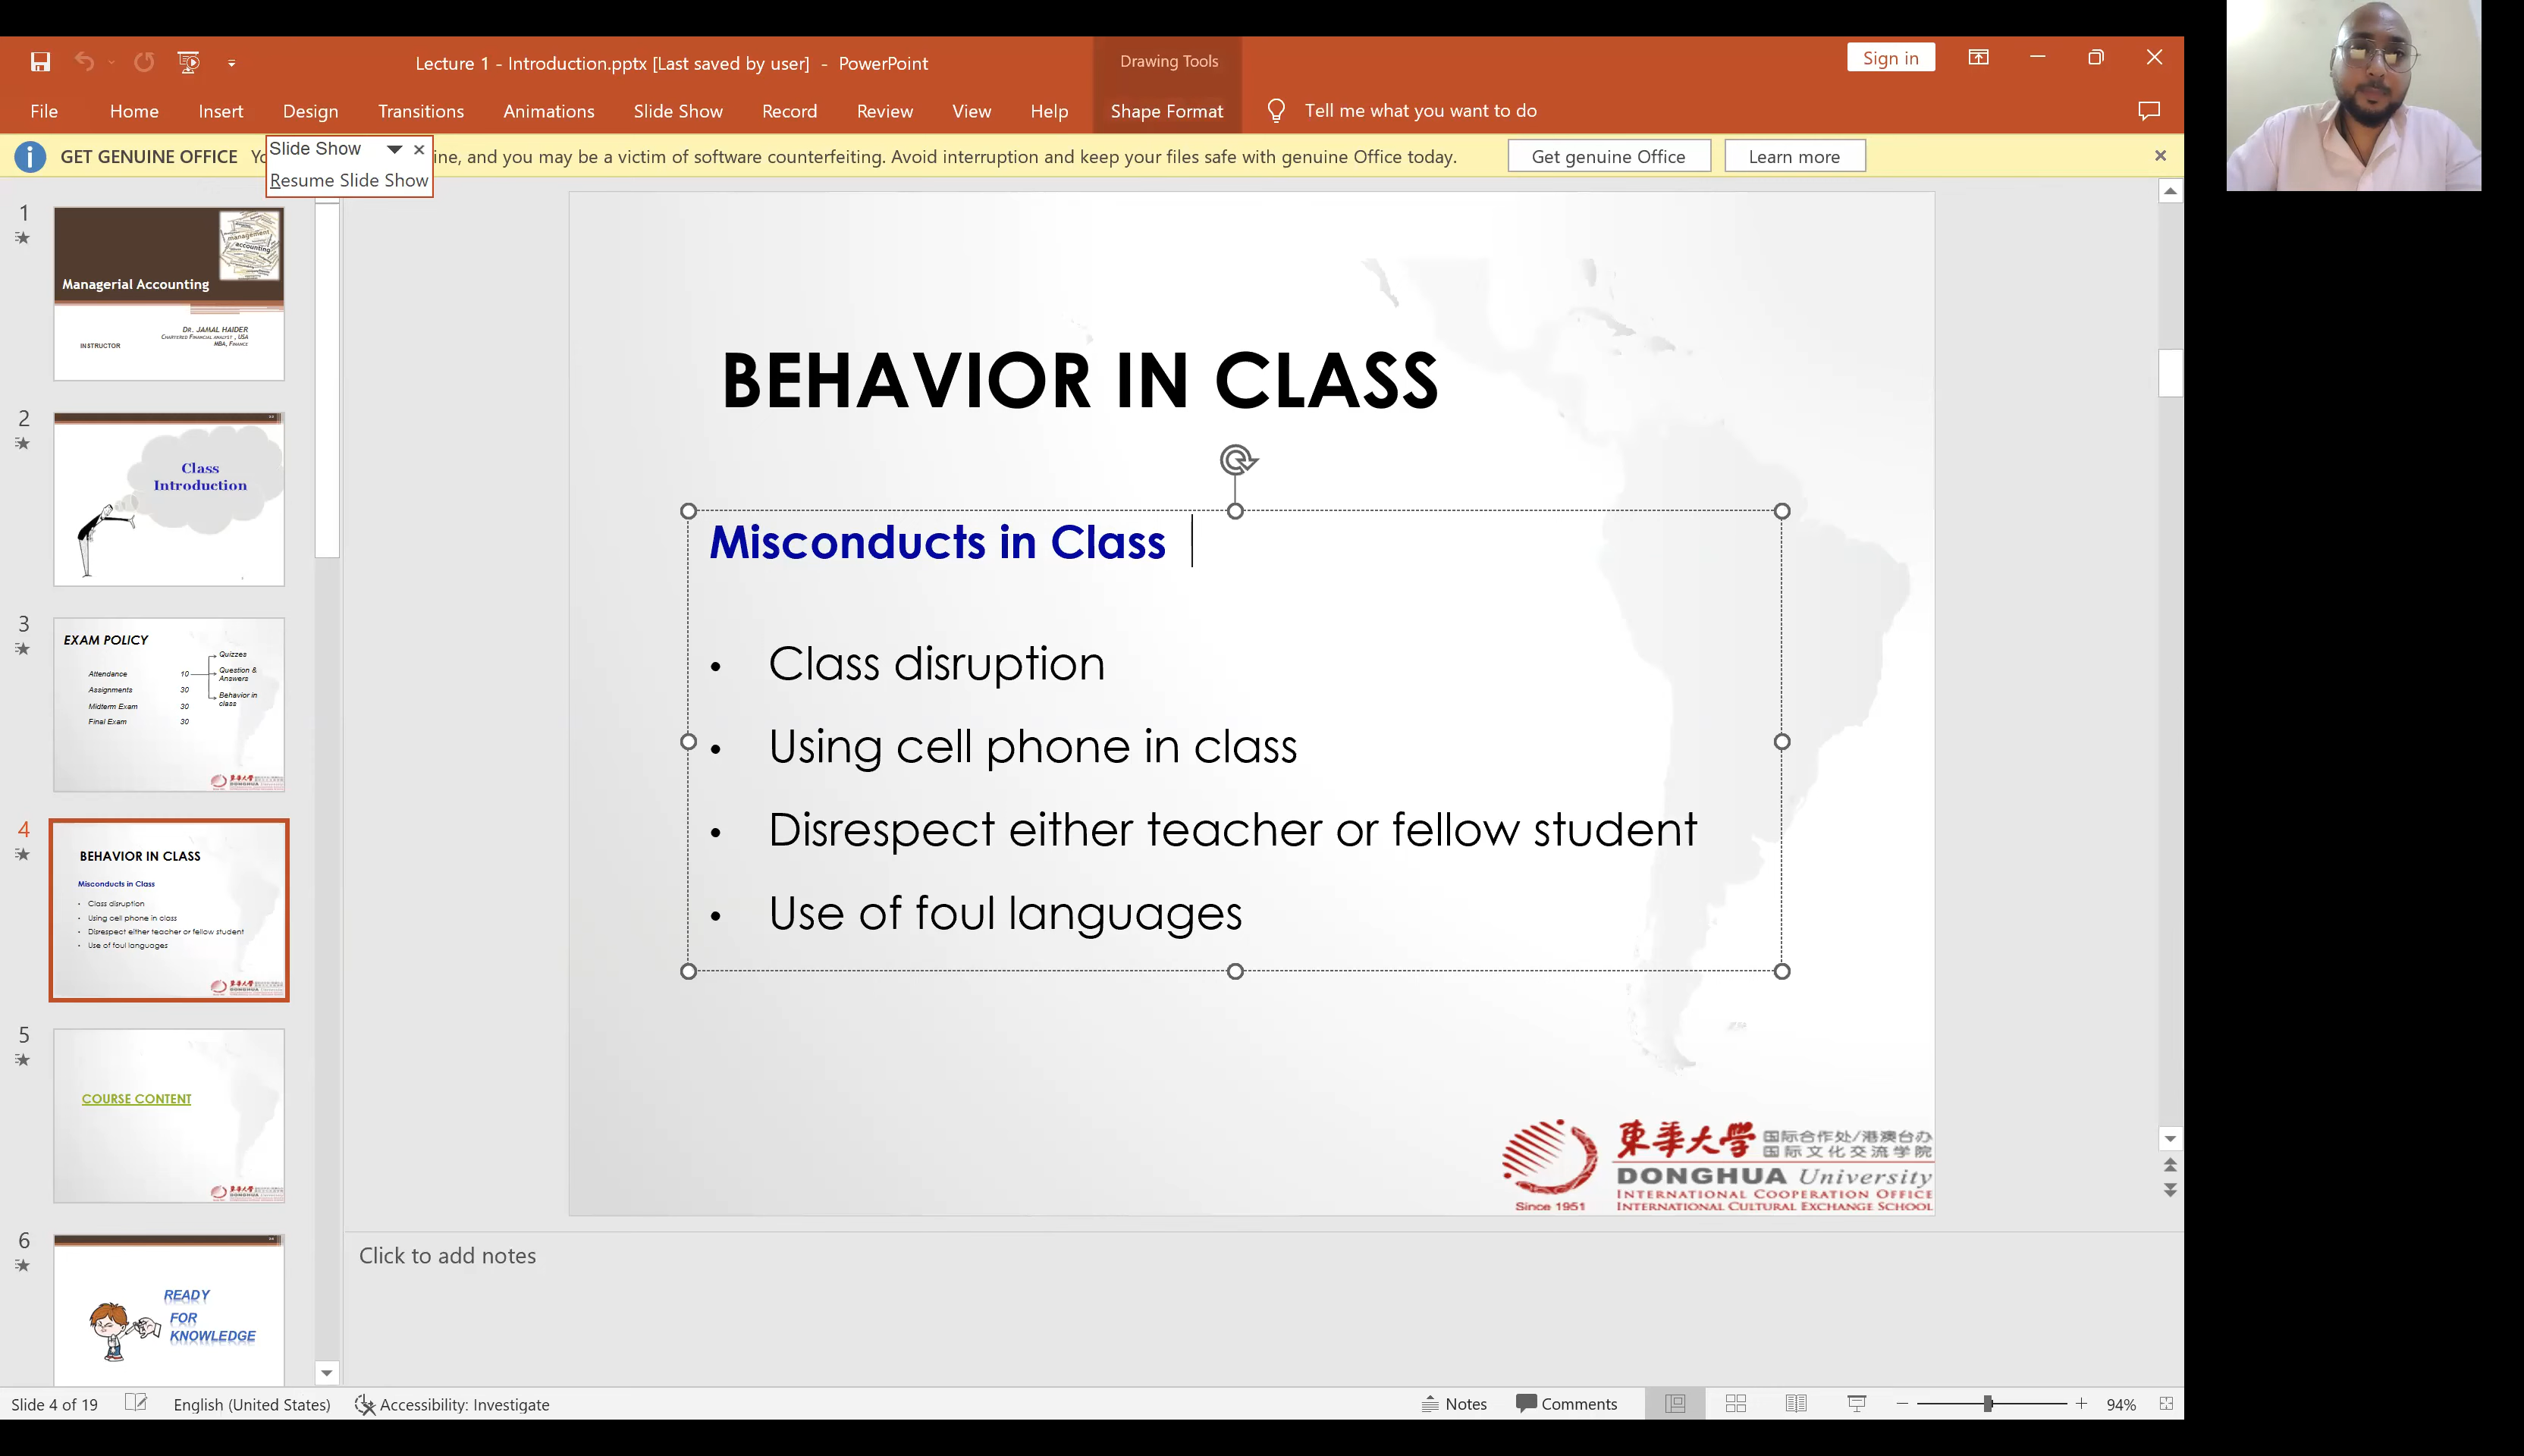 Lecture 1 - Introduction.pptx [Last saved by user] - PowerPoint
Drawing Tools
Sign in
File Home Insert Design Transitions Animations Slide Show Record Review View Help Shape Format Tell me what you want to do
GET GENUINE OFFICE
ine, and you may be a victim of software counterfeiting. Avoid interruption and keep your files safe with genuine Office today.
Get genuine Office
Learn more
Slide Show
Resume Slide Show
1
management
accounting
Managerial Accounting
DR. JAMAL HAIDER
CHARTERED FINANCIAL ANALYST , USA
MBA, FINANCE
INSTRUCTOR
2
Class
Introduction
3
EXAM POLICY
Attendance 10
Assignments 30
Midterm Exam 30
Final Exam 30
Quizzes
Question &
Answers
Behavior in
class
4
BEHAVIOR IN CLASS
Misconducts in Class
• Class disruption
• Using cell phone in class
• Disrespect either teacher or fellow student
• Use of foul languages
5
COURSE CONTENT
6
READY
FOR
KNOWLEDGE
BEHAVIOR IN CLASS
Misconducts in Class
• Class disruption
• Using cell phone in class
• Disrespect either teacher or fellow student
• Use of foul languages
東華大学 国际合作处/港澳台办
国际文化交流学院
DONGHUA University
INTERNATIONAL COOPERATION OFFICE
INTERNATIONAL CULTURAL EXCHANGE SCHOOL
Since 1951
Click to add notes
Slide 4 of 19
English (United States)
Accessibility: Investigate
Notes
Comments
94%